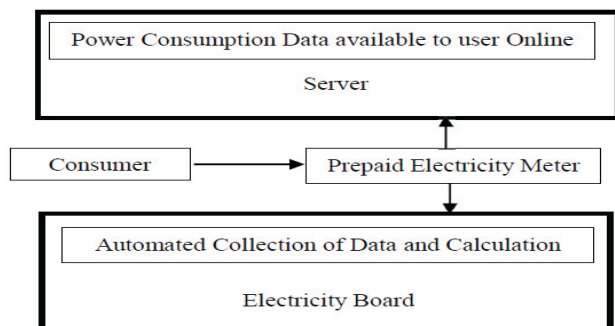 Power Consumption Data available to user Online
Server
Consumer
Prepaid Electricity Meter
Automated Collection of Data and Calculation
Electricity Board